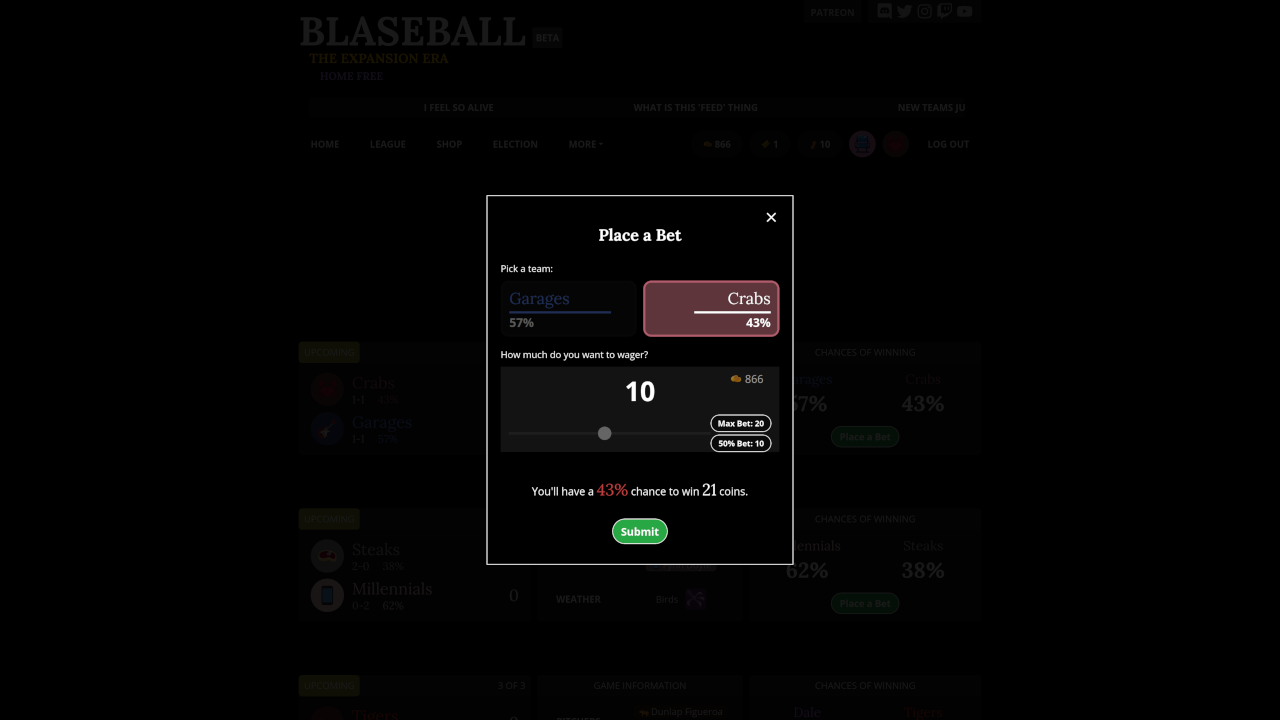 BLASEBALL BETA
PATREON
THE EXPANSION ERA
HOME FREE
I FEEL SO ALIVE WHAT IS THIS 'FEED' THING NEW TEAMS JU
HOME LEAGUE SHOP ELECTION MORE 866 1 10 LOG OUT
Place a Bet
Pick a team:
Garages Crabs
57% 43%
How much do you want to wager?
10 866
Max Bet: 20
50% Bet: 10
You'll have a 43% chance to win 21 coins.
Submit
UPCOMING CHANCES OF WINNING
Crabs
1-1 43%
Garages
1-1 57%
Crabs
57% 43%
Place a Bet
UPCOMING CHANCES OF WINNING
Steaks
2-0 38%
Millennials 0
0-2 62%
WEATHER Birds
Steaks
62% 38%
Place a Bet
UPCOMING 3 OF 3 GAME INFORMATION CHANCES OF WINNING
Tigers
Dunlap Figueroa
Dale Tigers